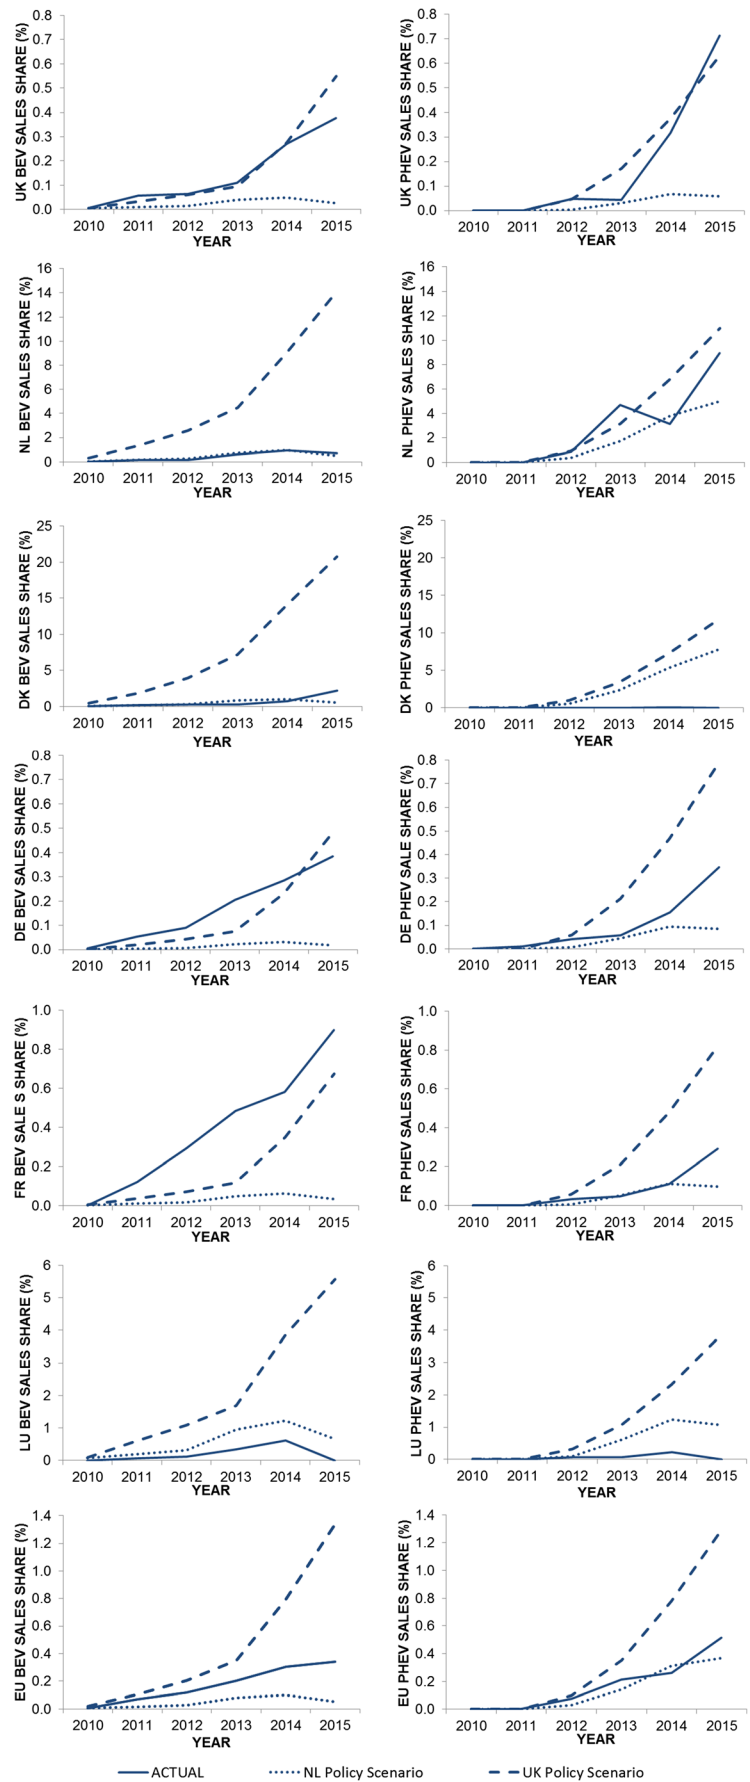 UK BEV SALES SHARE (%)
0.8
0.7
0.6
0.5
0.4
0.3
0.2
0.1
0.0
2010 2011 2012 2013 2014 2015
YEAR
UK PHEV SALES SHARE (%)
0.8
0.7
0.6
0.5
0.4
0.3
0.2
0.1
0.0
2010 2011 2012 2013 2014 2015
YEAR
NL BEV SALES SHARE (%)
16
14
12
10
8
6
4
2
0
2010 2011 2012 2013 2014 2015
YEAR
NL PHEV SALES SHARE (%)
16
14
12
10
8
6
4
2
0
2010 2011 2012 2013 2014 2015
YEAR
DK BEV SALES SHARE (%)
25
20
15
10
5
0
2010 2011 2012 2013 2014 2015
YEAR
DK PHEV SALES SHARE (%)
25
20
15
10
5
0
2010 2011 2012 2013 2014 2015
YEAR
DE BEV SALES SHARE (%)
0.8
0.7
0.6
0.5
0.4
0.3
0.2
0.1
0.0
2010 2011 2012 2013 2014 2015
YEAR
DE PHEV SALE SHARE (%)
0.8
0.7
0.6
0.5
0.4
0.3
0.2
0.1
0.0
2010 2011 2012 2013 2014 2015
YEAR
FR BEV SALE S SHARE (%)
1.0
0.8
0.6
0.4
0.2
0.0
2010 2011 2012 2013 2014 2015
YEAR
FR PHEV SALES SHARE (%)
1.0
0.8
0.6
0.4
0.2
0.0
2010 2011 2012 2013 2014 2015
YEAR
LU BEV SALES SHARE (%)
6
5
4
3
2
1
0
2010 2011 2012 2013 2014 2015
YEAR
LU PHEV SALES SHARE (%)
6
5
4
3
2
1
0
2010 2011 2012 2013 2014 2015
YEAR
EU BEV SALES SHARE (%)
1.4
1.2
1.0
0.8
0.6
0.4
0.2
0.0
2010 2011 2012 2013 2014 2015
YEAR
EU PHEV SALES SHARE (%)
1.4
1.2
1.0
0.8
0.6
0.4
0.2
0.0
2010 2011 2012 2013 2014 2015
YEAR
ACTUAL NL Policy Scenario UK Policy Scenario